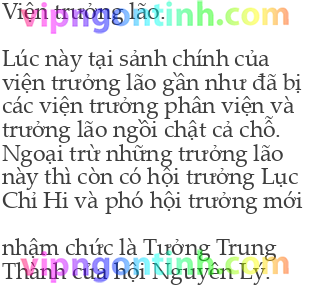 vipngontinh.com
Viện trưởng lão.
Lúc này tại sảnh chính của
viện trưởng lão gần như đã bị
các viện trưởng phân viện và
trưởng lão ngồi chật cả chỗ.
Ngoại trừ những trưởng lão
này thì còn có hội trưởng Lục
Chỉ Hi và phó hội trưởng mới
nhậm chức là Tưởng Trung
Thành của hội Nguyên Lý.
vipngontinh.com